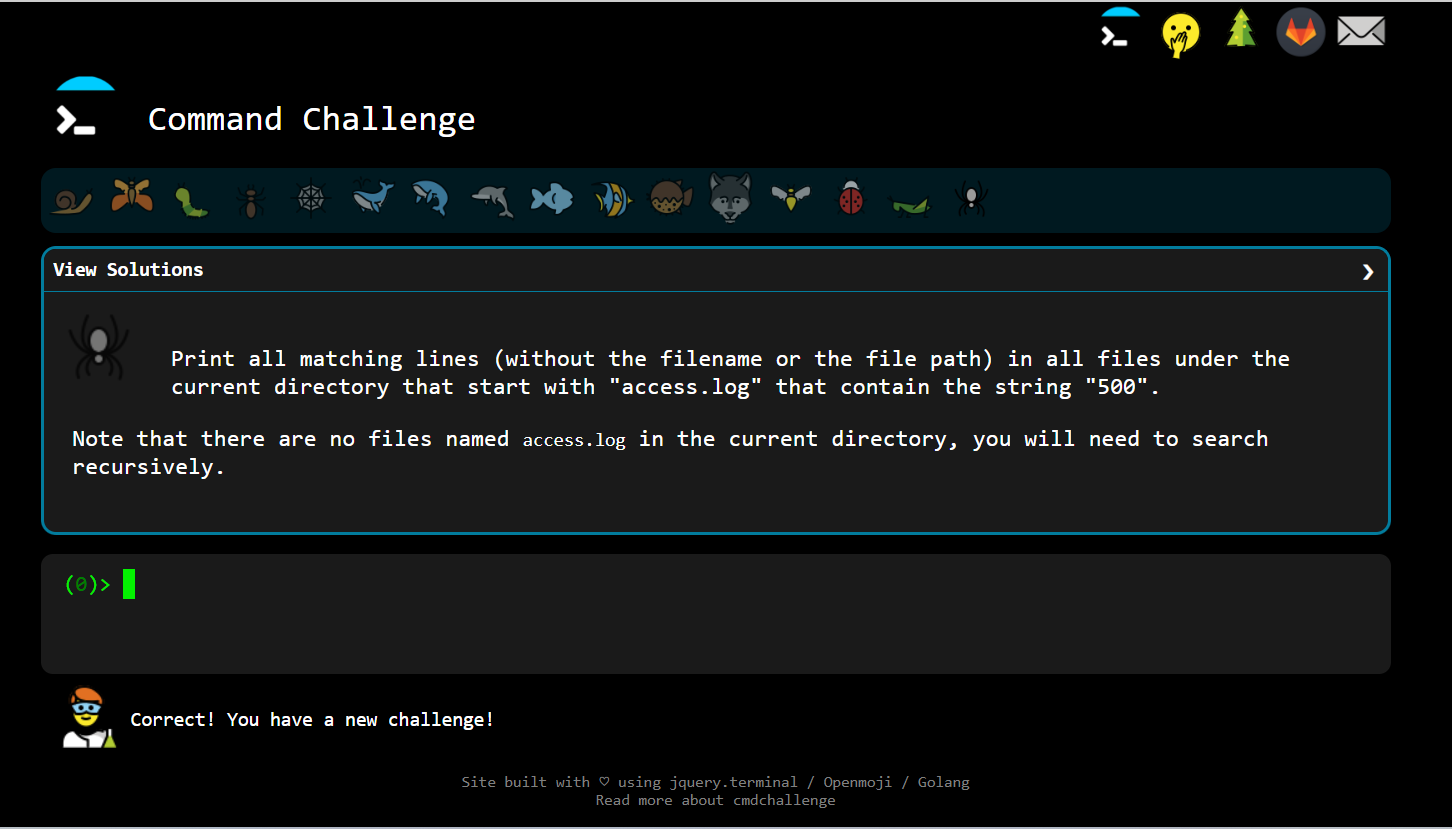 Command Challenge
View Solutions
Print all matching lines (without the filename or the file path) in all files under the
current directory that start with "access.log" that contain the string "500".
Note that there are no files named access.log in the current directory, you will need to search
recursively.
(0)>
Correct! You have a new challenge!
Site built with ♡ using jquery.terminal / Openmoji / Golang
Read more about cmdchallenge